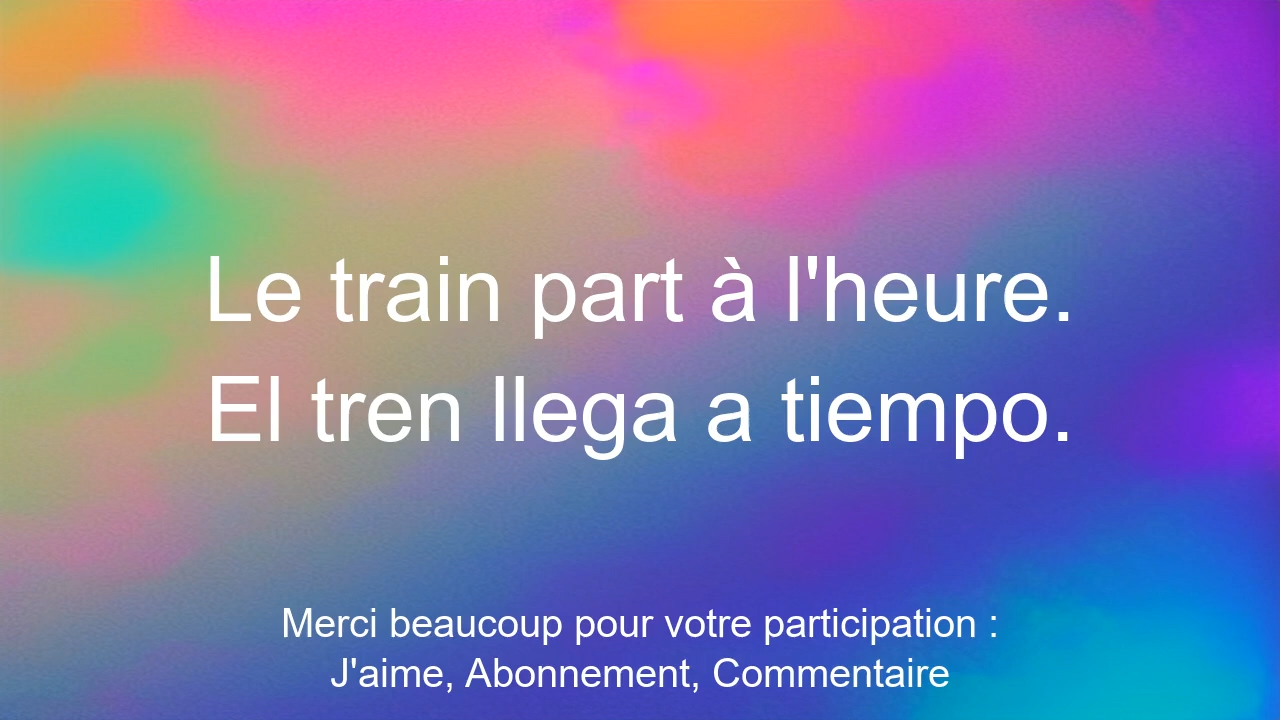 Le train part à l'heure.
El tren llega a tiempo.
Merci beaucoup pour votre participation :
J'aime, Abonnement, Commentaire